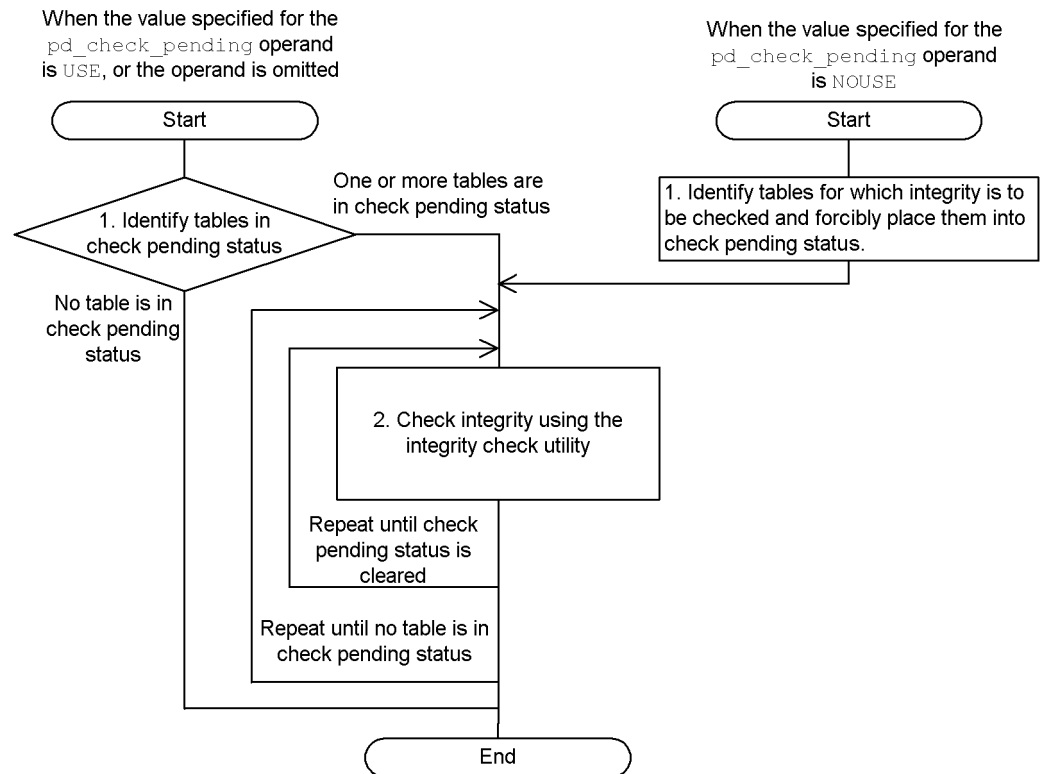 When the value specified for the
pd_check_pending operand
is USE, or the operand is omitted
When the value specified for the
pd_check_pending operand
is NOUSE
Start
Start
One or more tables are
in check pending status
1. Identify tables in
check pending status
1. Identify tables for which integrity is to
be checked and forcibly place them into
check pending status.
No table is in
check pending
status
2. Check integrity using the
integrity check utility
Repeat until check
pending status is
cleared
Repeat until no table is in
check pending status
End